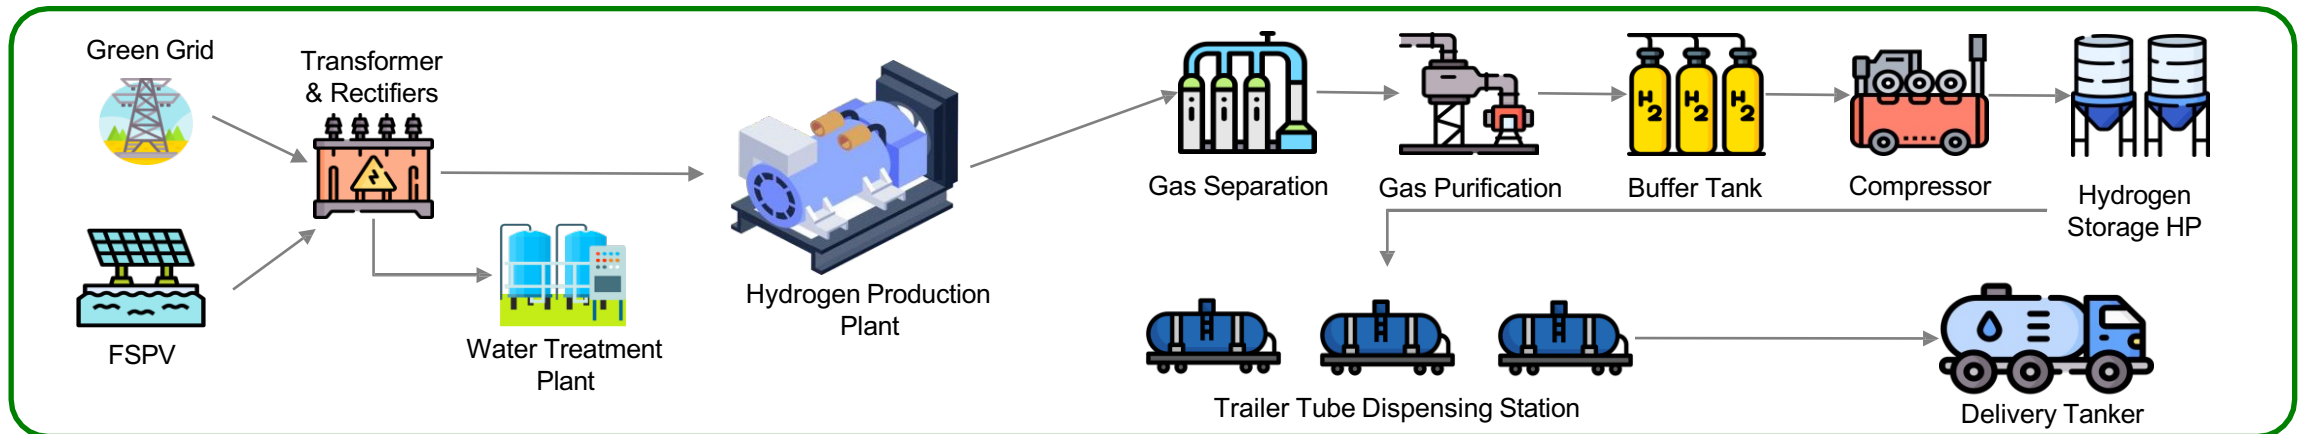 Green Grid
Transformer
& Rectifiers
FSPV
Water Treatment
Plant
Hydrogen Production
Plant
Gas Separation
Gas Purification
H2 H2 H2
Buffer Tank
Compressor
Hydrogen
Storage HP
Trailer Tube Dispensing Station
Delivery Tanker